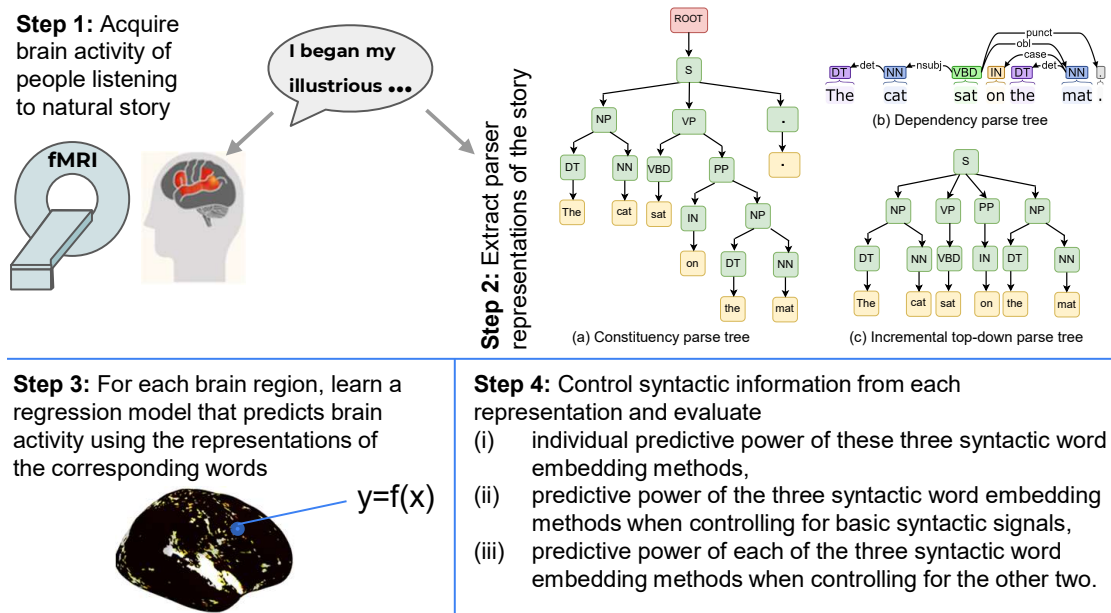 Step 1: Acquire
brain activity of
people listening
to natural story
I began my
illustrious ...
fMRI
Step 2: Extract parser
representations of the story
ROOT
S
NP VP .
DT NN VBD PP .
The cat sat IN NP
on DT NN
the mat
(a) Constituency parse tree
punct
obl
case
det nsubj det
DT NN VBD IN DT NN .
The cat sat on the mat .
(b) Dependency parse tree
S
NP VP PP NP
DT NN VBD IN DT NN
The cat sat on the mat
(c) Incremental top-down parse tree
Step 3: For each brain region, learn a
regression model that predicts brain
activity using the representations of
the corresponding words
y=f(x)
Step 4: Control syntactic information from each
representation and evaluate
(i) individual predictive power of these three syntactic word
embedding methods,
(ii) predictive power of the three syntactic word embedding
methods when controlling for basic syntactic signals,
(iii) predictive power of each of the three syntactic word
embedding methods when controlling for the other two.